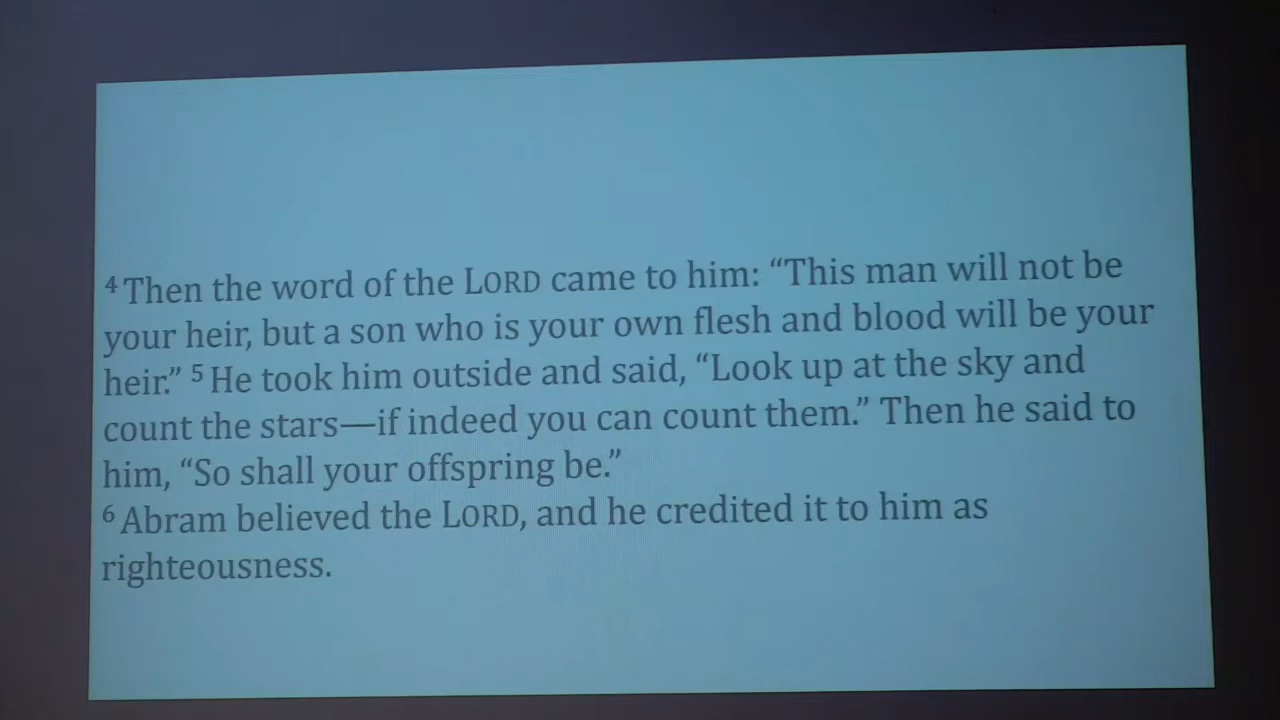 ⁴ Then the word of the LORD came to him: “This man will not be
your heir, but a son who is your own flesh and blood will be your
heir.” ⁵ He took him outside and said, “Look up at the sky and
count the stars—if indeed you can count them.” Then he said to
him, “So shall your offspring be.”
⁶ Abram believed the LORD, and he credited it to him as
righteousness.